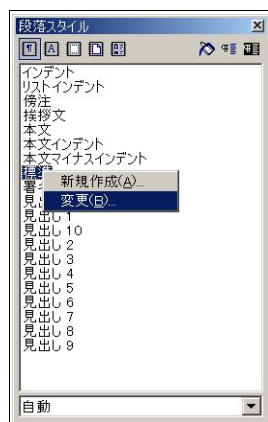 段落スタイル
インデント
リストインデント
傍注
挨拶文
本文
本文インデント
本文マイナスインデント
新規作成(A)...
変更(B)...
見出し 1
見出し 10
見出し 2
見出し 3
見出し 4
見出し 5
見出し 6
見出し 7
見出し 8
見出し 9
自動